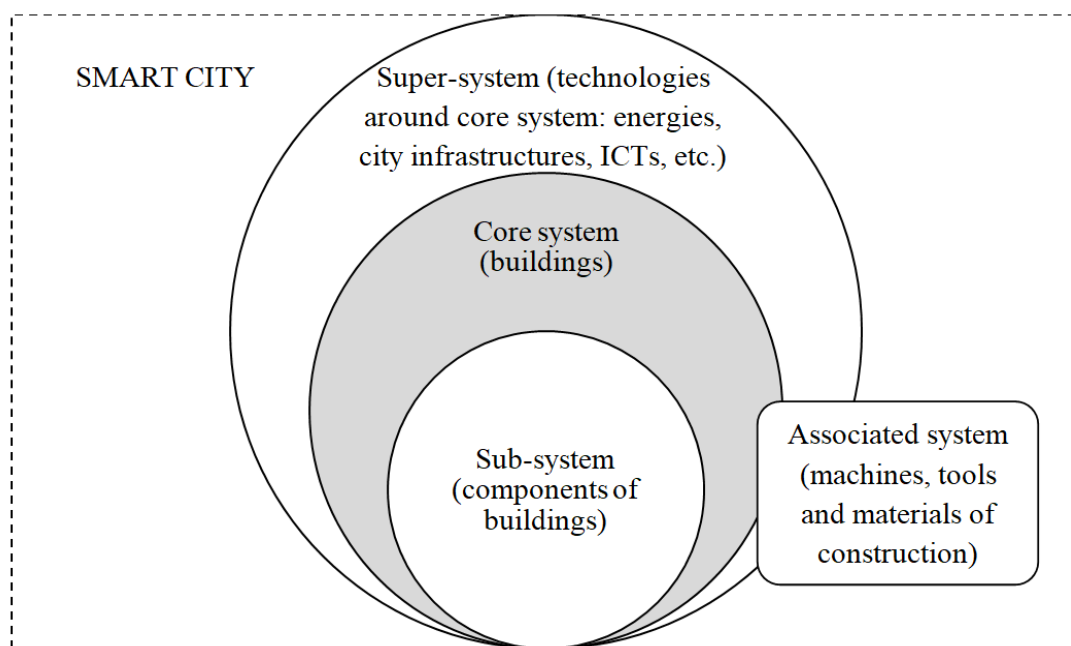 SMART CITY
Super-system (technologies
around core system: energies,
city infrastructures, ICTs, etc.)
Core system
(buildings)
Sub-system
(components of
buildings)
Associated system
(machines, tools
and materials of
construction)